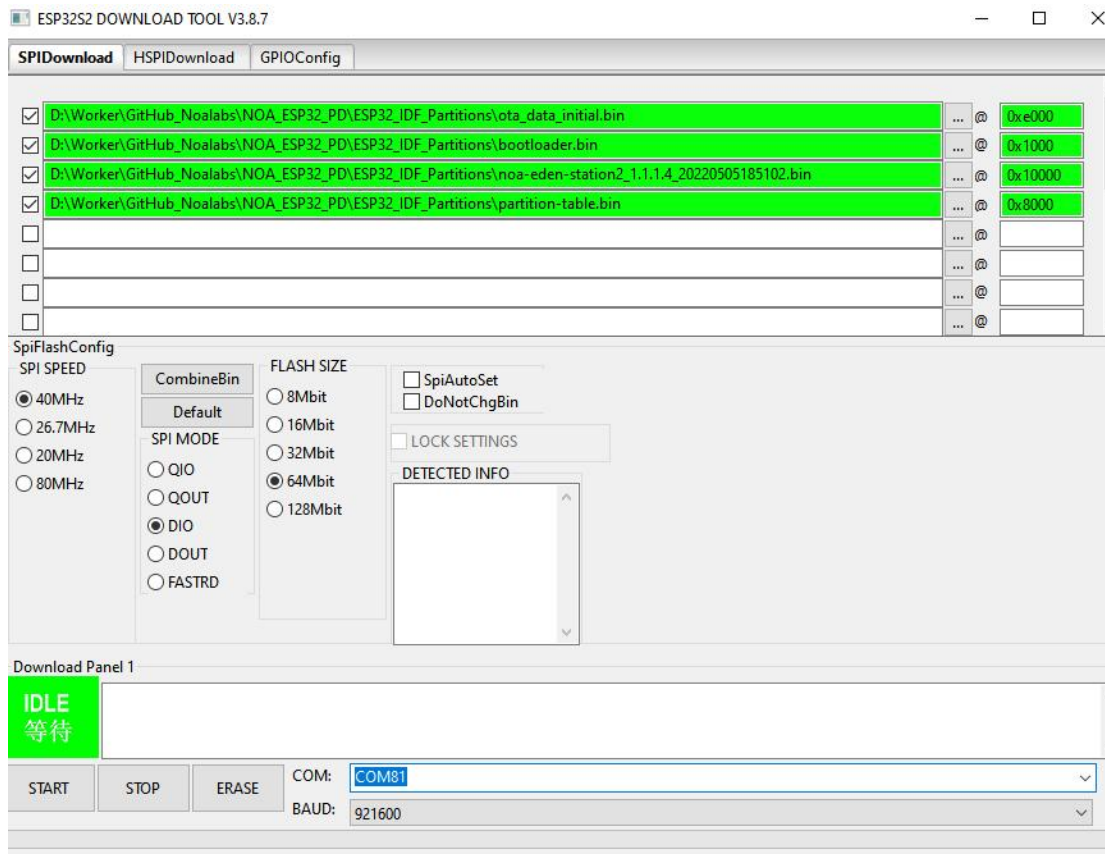 ESP32S2 DOWNLOAD TOOL V3.8.7
SPIDownload HSPIDownload GPIOConfig
D:\Worker\GitHub_Noalabs\NOA_ESP32_PD\ESP32_IDF_Partitions\ota_data_initial.bin ... @ 0xe000
D:\Worker\GitHub_Noalabs\NOA_ESP32_PD\ESP32_IDF_Partitions\bootloader.bin ... @ 0x1000
D:\Worker\GitHub_Noalabs\NOA_ESP32_PD\ESP32_IDF_Partitions\noa-eden-station2_1.1.1.4_20220505185102.bin ... @ 0x10000
D:\Worker\GitHub_Noalabs\NOA_ESP32_PD\ESP32_IDF_Partitions\partition-table.bin ... @ 0x8000
... @
... @
... @
... @
SpiFlashConfig
SPI SPEED
40MHz
26.7MHz
20MHz
80MHz
CombineBin
Default
SPI MODE
QIO
QOUT
DIO
DOUT
FASTRD
FLASH SIZE
8Mbit
16Mbit
32Mbit
64Mbit
128Mbit
SpiAutoSet
DoNotChgBin
LOCK SETTINGS
DETECTED INFO
Download Panel 1
IDLE
等待
START STOP ERASE
COM: COM81
BAUD: 921600